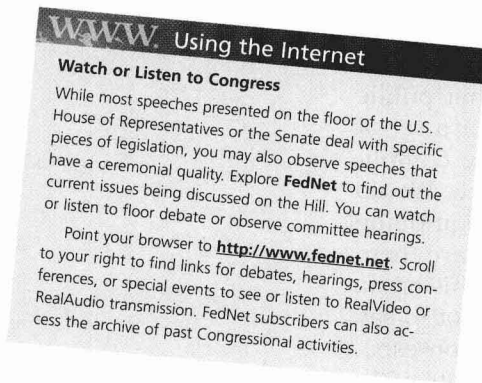 WWW. Using the Internet
Watch or Listen to Congress
While most speeches presented on the floor of the U.S.
House of Representatives or the Senate deal with specific
pieces of legislation, you may also observe speeches that
have a ceremonial quality. Explore FedNet to find out the
current issues being discussed on the Hill. You can watch
or listen to floor debate or observe committee hearings.
Point your browser to http://www.fednet.net. Scroll
to your right to find links for debates, hearings, press con-
ferences, or special events to see or listen to RealVideo or
RealAudio transmission. FedNet subscribers can also ac-
cess the archive of past Congressional activities.